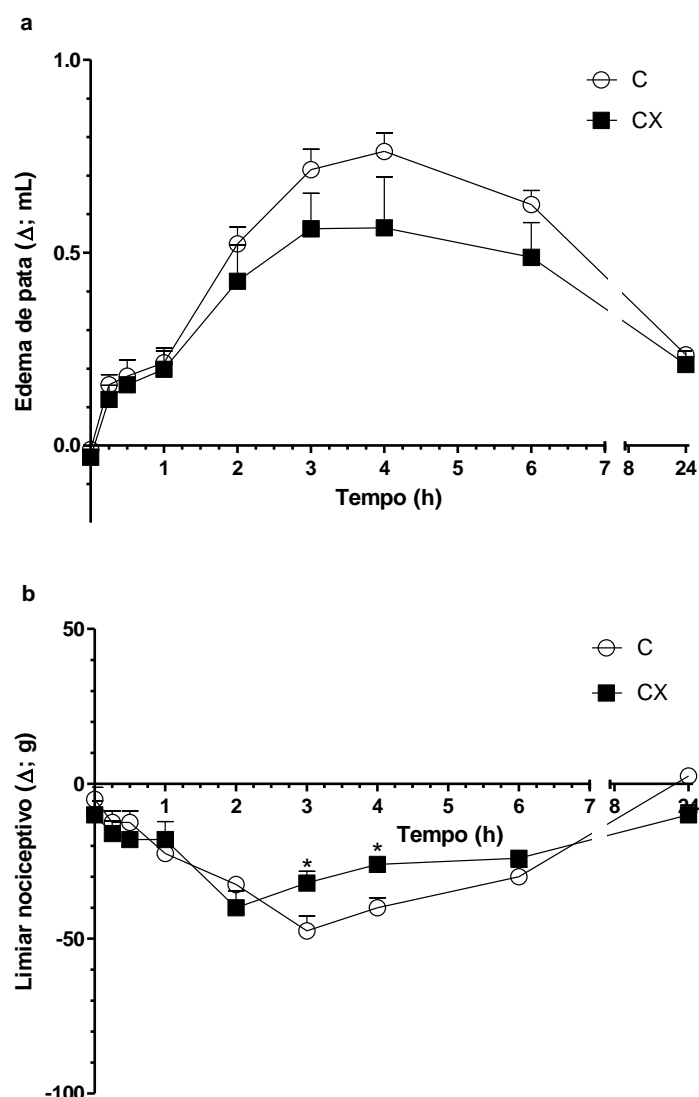 a
1.0
C
CX
0.5
Edema de pata (Δ; mL)
0.0
1 2 3 4 5 6 7 8 24
Tempo (h)
b
50
C
CX
0
1 2 3 4 5 6 7 8 24
Tempo (h)
* *
Limiar nociceptivo (Δ; g)
-50
-100